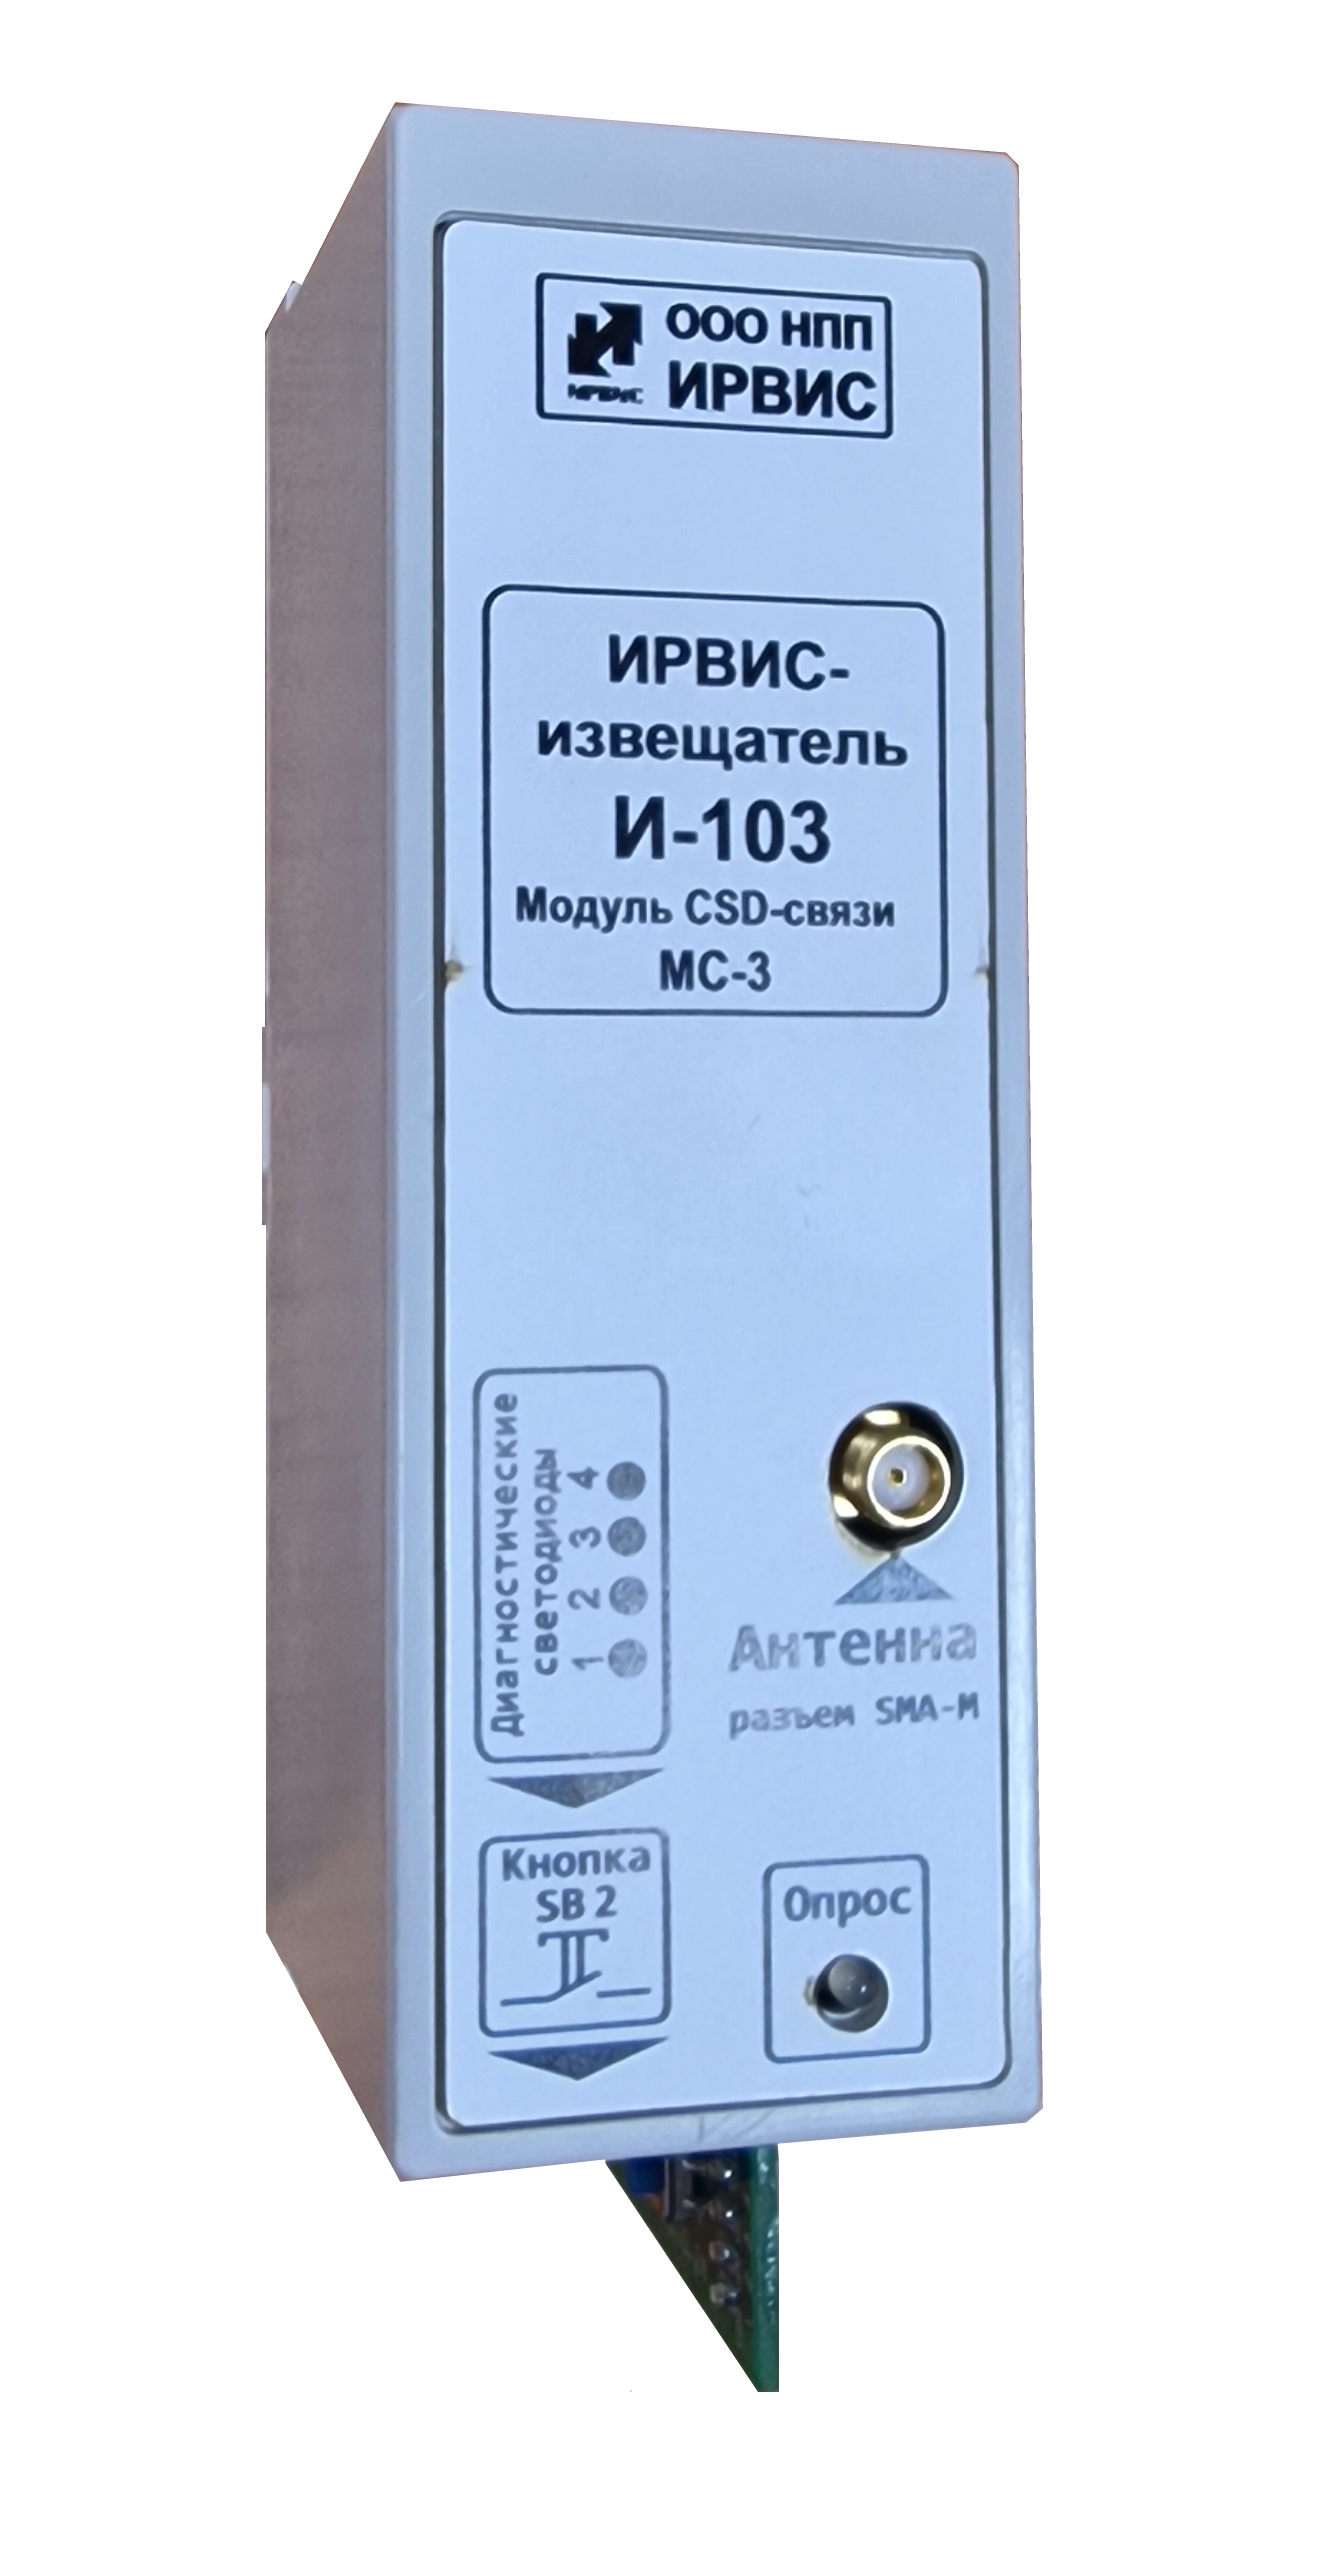 ООО НПП
ИРВИС
ИРВИС
ИРВИС-
извещатель
И-103
Модуль CSD-связи
МС-3
Диагностические
светодиоды
1 2 3 4
Антенна
разъем SMA-M
Кнопка
SB 2
Опрос